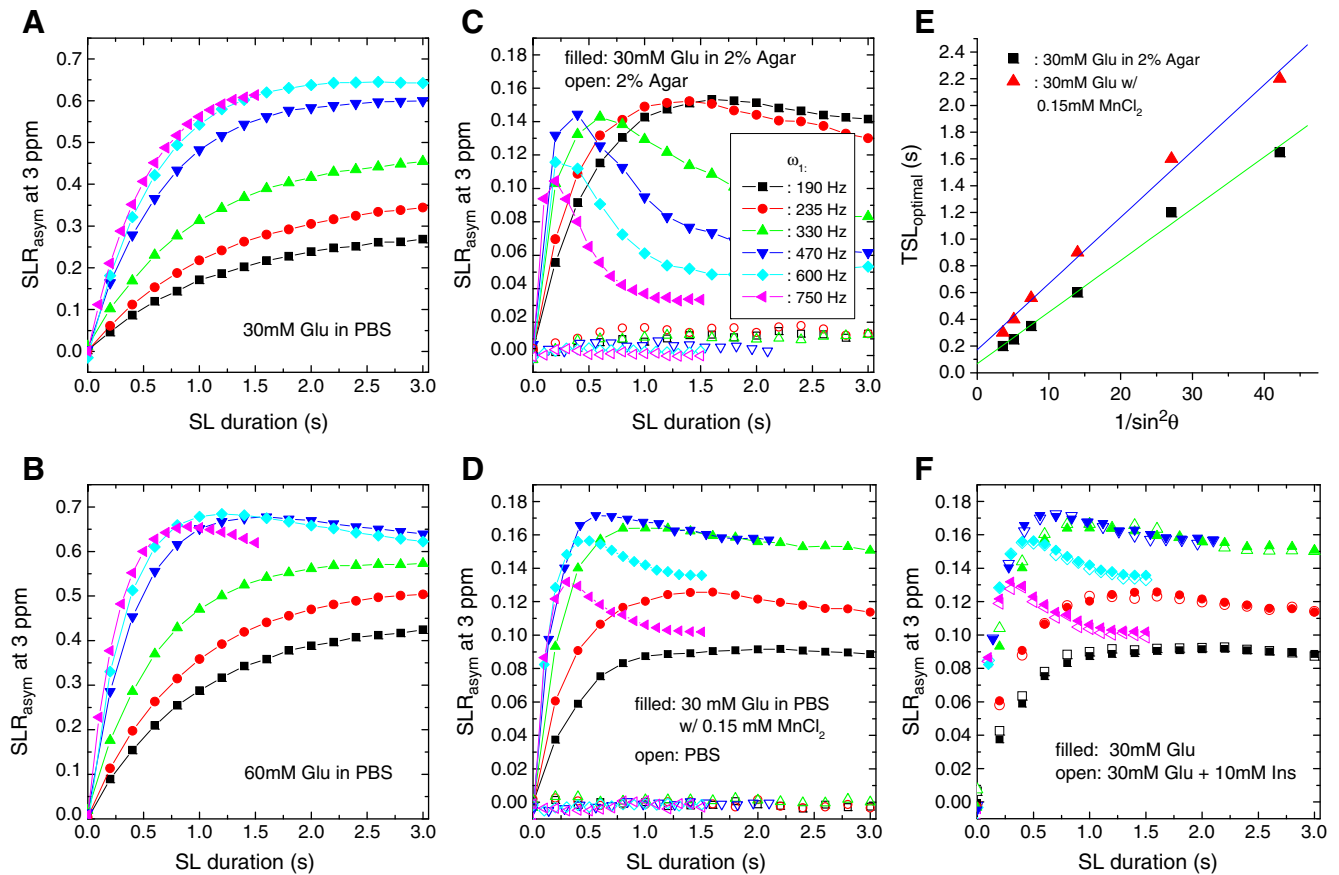 A
SLR_asym at 3 ppm
0.7
0.6
0.5
0.4
0.3
0.2
0.1
0.0
30mM Glu in PBS
0.0 0.5 1.0 1.5 2.0 2.5 3.0
SL duration (s)
C
SLR_asym at 3 ppm
0.18
0.16
0.14
0.12
0.10
0.08
0.06
0.04
0.02
0.00
filled: 30mM Glu in 2% Agar
open: 2% Agar
ω₁:
: 190 Hz
: 235 Hz
: 330 Hz
: 470 Hz
: 600 Hz
: 750 Hz
0.0 0.5 1.0 1.5 2.0 2.5 3.0
SL duration (s)
E
TSL_optimal (s)
2.4
2.2
2.0
1.8
1.6
1.4
1.2
1.0
0.8
0.6
0.4
0.2
0.0
: 30mM Glu in 2% Agar
: 30mM Glu w/
0.15mM MnCl₂
0 10 20 30 40
1/sin²θ
B
SLR_asym at 3 ppm
0.7
0.6
0.5
0.4
0.3
0.2
0.1
0.0
60mM Glu in PBS
0.0 0.5 1.0 1.5 2.0 2.5 3.0
SL duration (s)
D
SLR_asym at 3 ppm
0.18
0.16
0.14
0.12
0.10
0.08
0.06
0.04
0.02
0.00
filled: 30 mM Glu in PBS
w/ 0.15 mM MnCl₂
open: PBS
0.0 0.5 1.0 1.5 2.0 2.5 3.0
SL duration (s)
F
SLR_asym at 3 ppm
0.18
0.16
0.14
0.12
0.10
0.08
0.06
0.04
0.02
0.00
filled: 30mM Glu
open: 30mM Glu + 10mM Ins
0.0 0.5 1.0 1.5 2.0 2.5 3.0
SL duration (s)